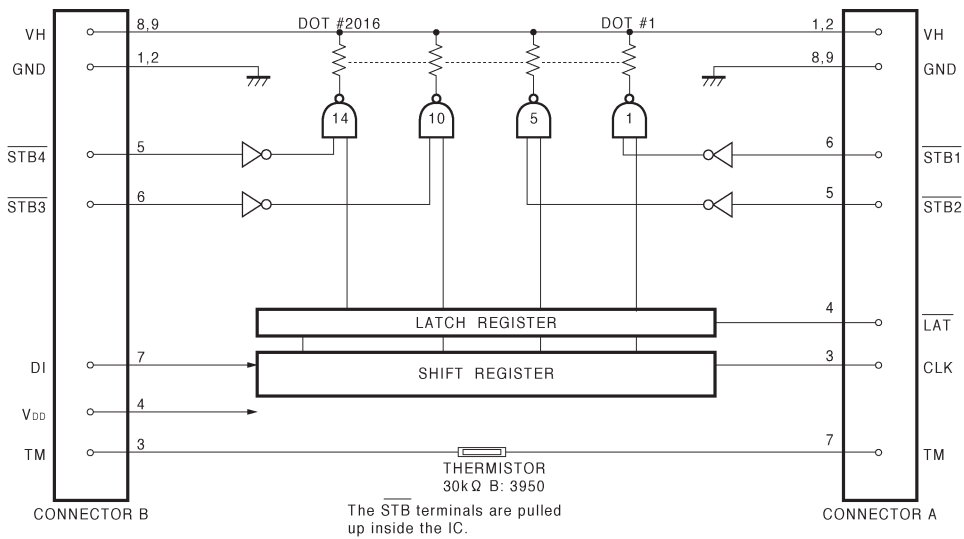 8,9 DOT #2016 DOT #1 1,2
VH VH
1,2 8,9
GND GND
14 10 5 1
5 6
STB4 STB1
6 5
STB3 STB2
4
LATCH REGISTER
LAT
7 3
DI SHIFT REGISTER CLK
4
VDD
3 7
TM TM
THERMISTOR
30kΩ B: 3950
The STB terminals are pulled
up inside the IC.
CONNECTOR B CONNECTOR A